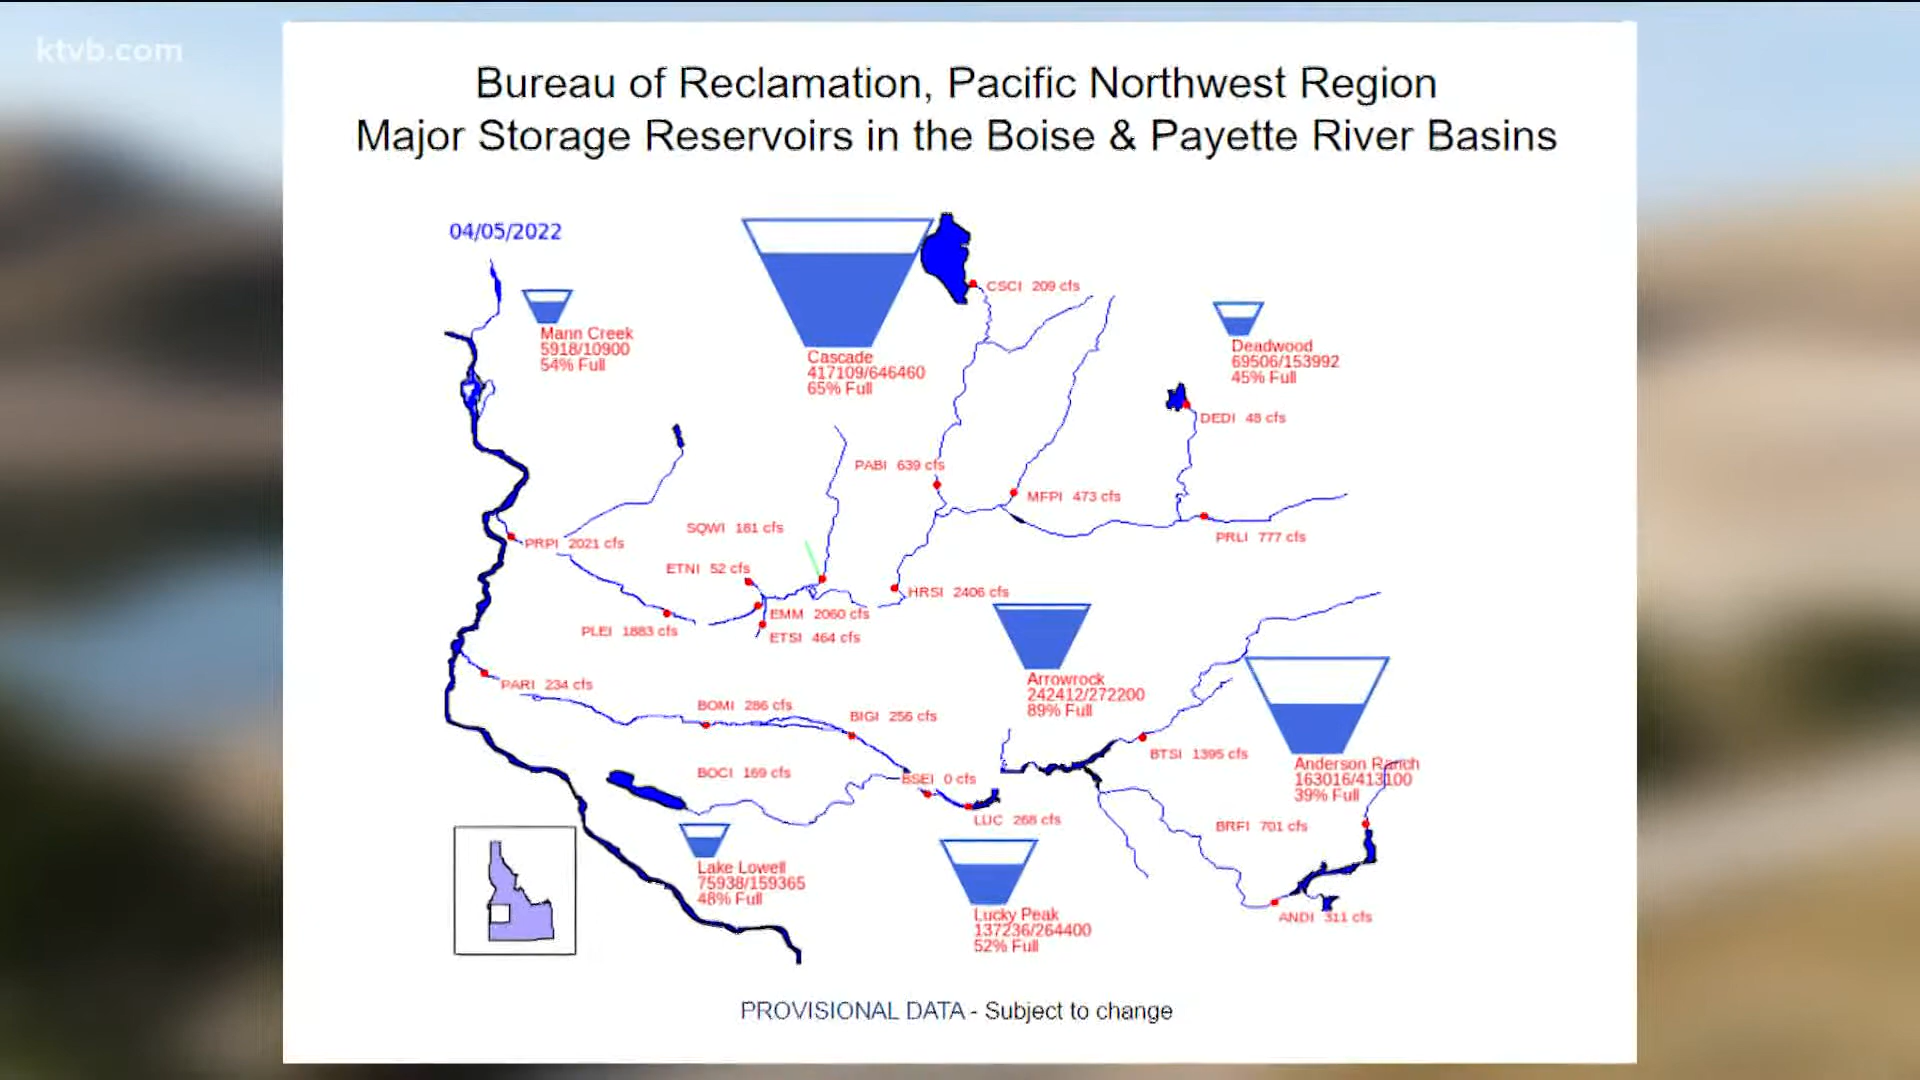 ktvb.com
Bureau of Reclamation, Pacific Northwest Region
Major Storage Reservoirs in the Boise & Payette River Basins
04/05/2022
Mann Creek
5918/10900
54% Full
Cascade
417109/646460
65% Full
CSCI 209 cfs
Deadwood
69506/153992
45% Full
DEDI 48 cfs
PABI 639 cfs
MFPI 473 cfs
SQWI 181 cfs
PRPI 2021 cfs
PRLI 777 cfs
ETNI 52 cfs
HRSI 2406 cfs
EMM 2060 cfs
PLEI 1883 cfs
ETSI 464 cfs
Arrowrock
242412/272200
89% Full
PARI 234 cfs
BOMI 286 cfs
BIGI 256 cfs
BTSI 1395 cfs
Anderson Ranch
163016/413100
39% Full
BOCI 169 cfs
BSEI 0 cfs
LUC 268 cfs
BRFI 701 cfs
Lake Lowell
75938/159365
48% Full
Lucky Peak
137236/264400
52% Full
ANDI 311 cfs
PROVISIONAL DATA - Subject to change